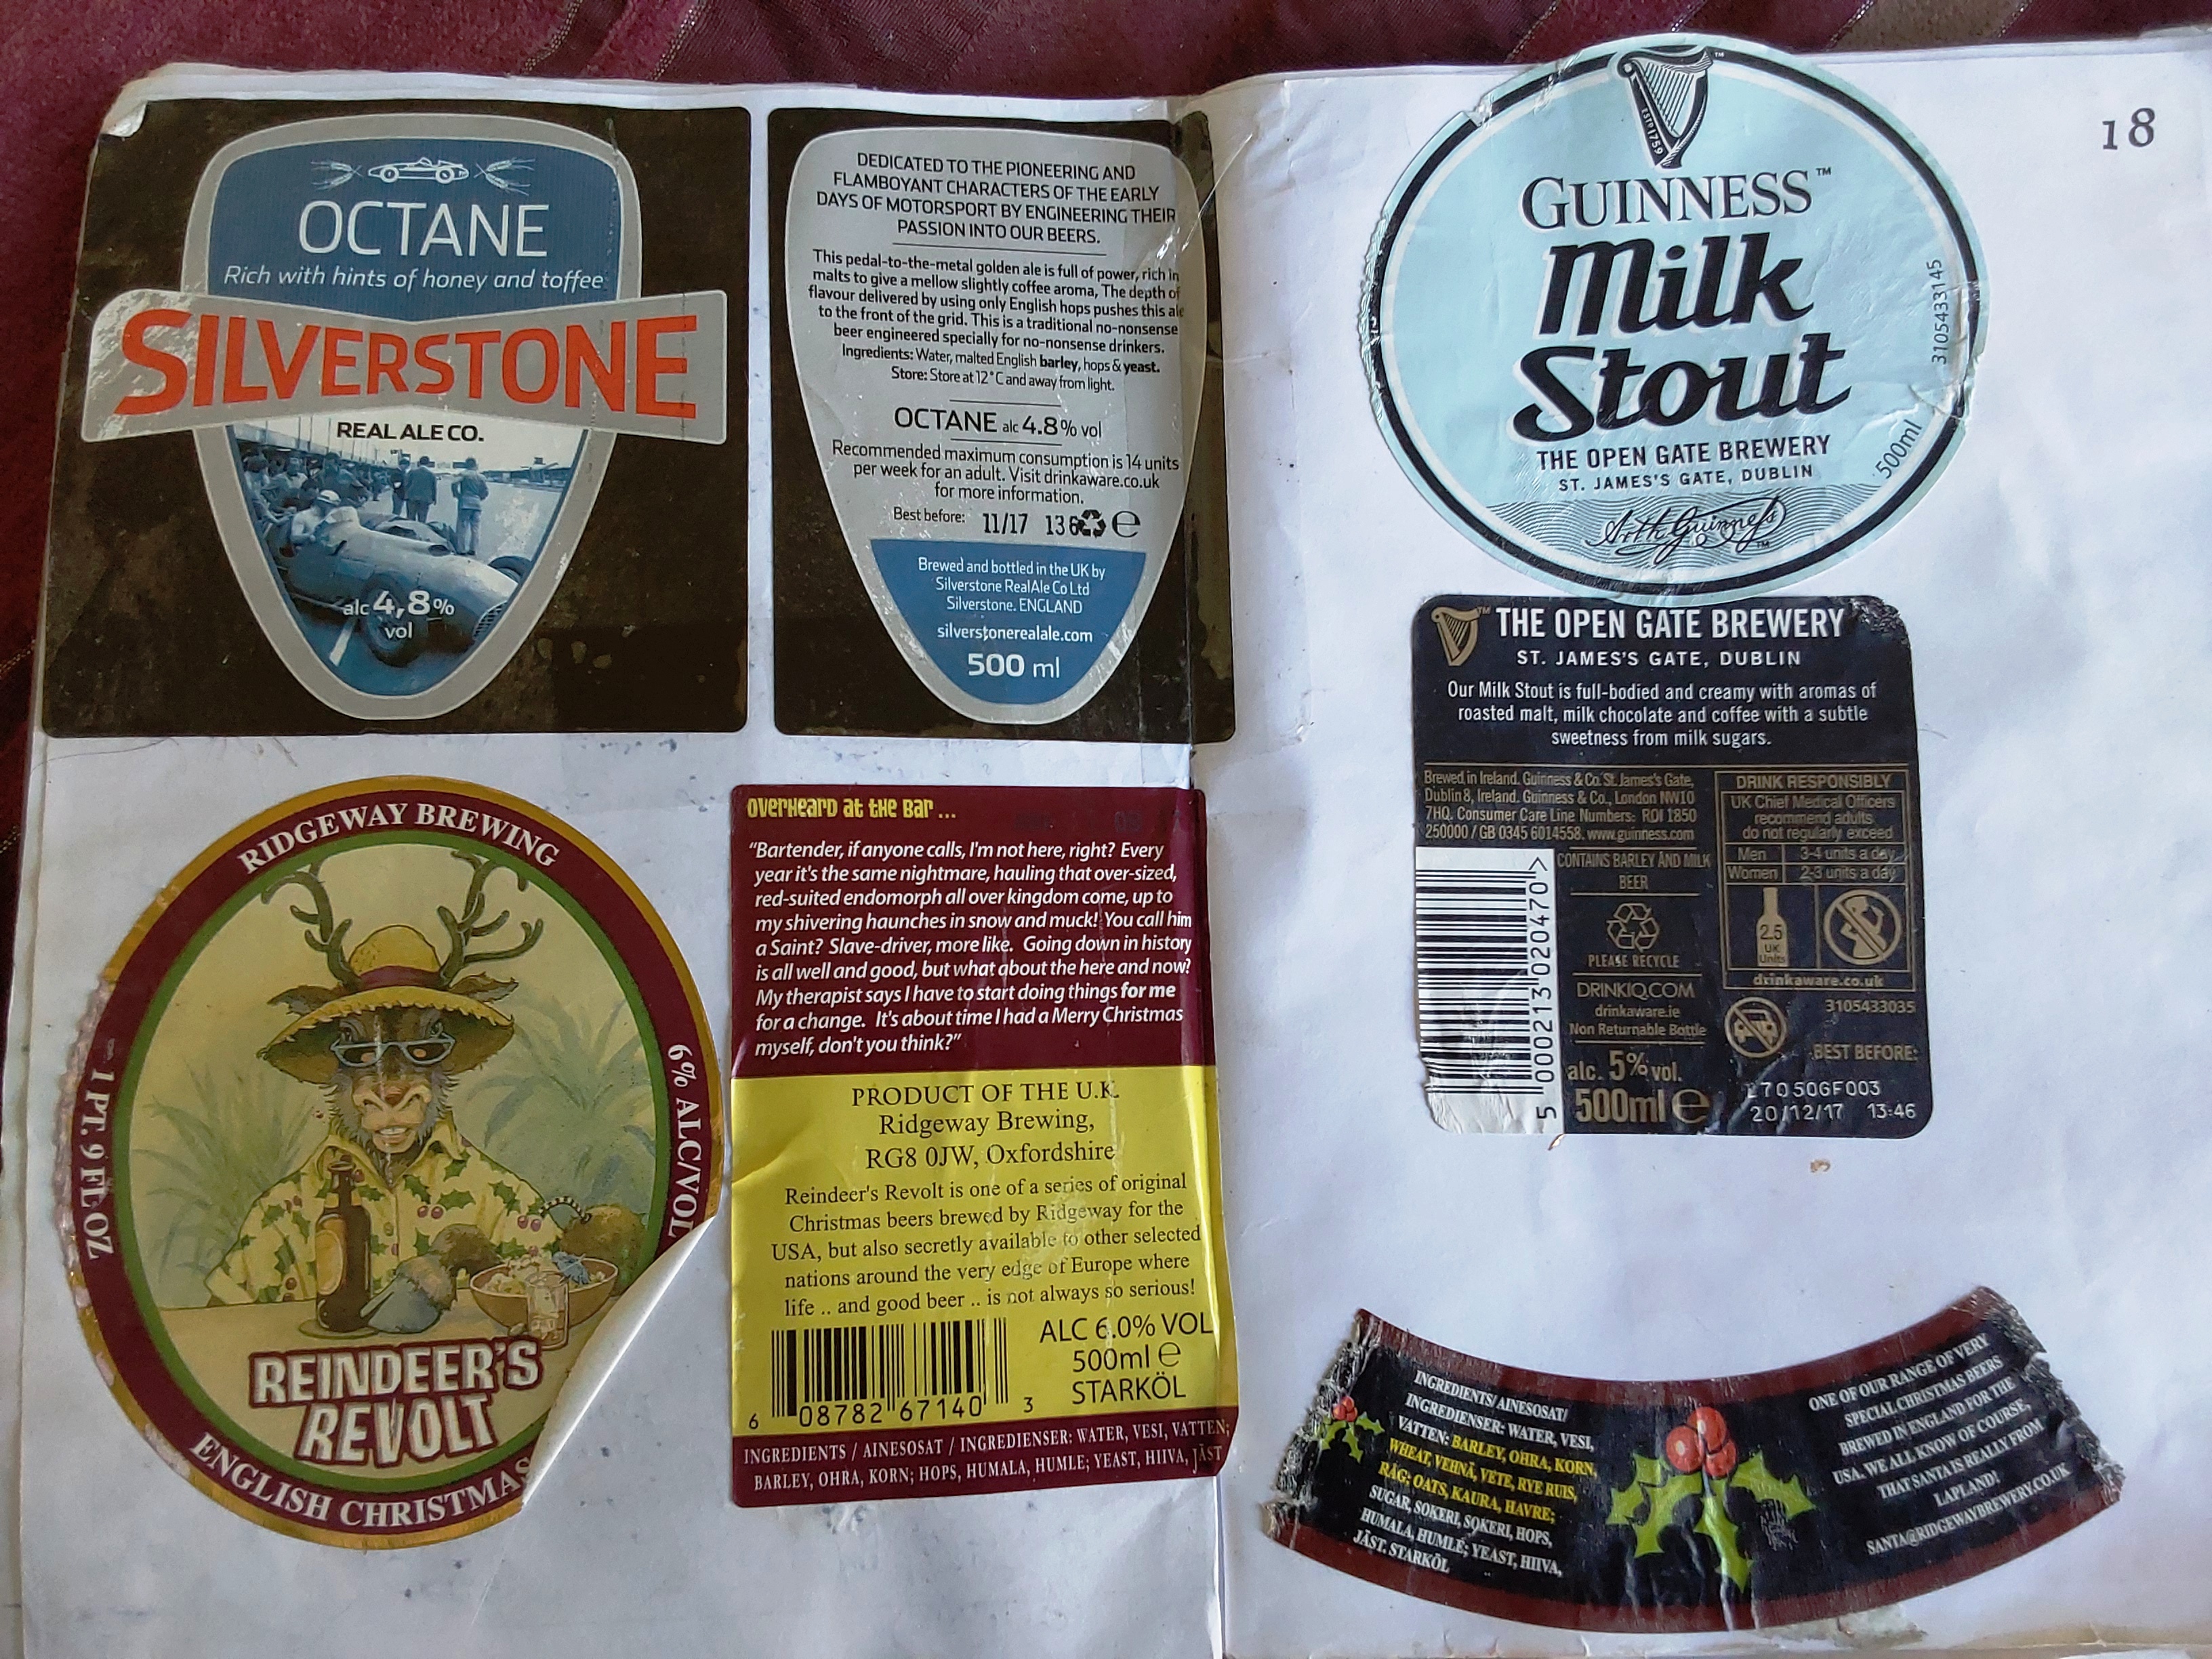 OCTANE
Rich with hints of honey and toffee
SILVERSTONE
REAL ALE CO.
alc 4,8%
vol
DEDICATED TO THE PIONEERING AND
FLAMBOYANT CHARACTERS OF THE EARLY
DAYS OF MOTORSPORT BY ENGINEERING THEIR
PASSION INTO OUR BEERS.
This pedal-to-the-metal golden ale is full of power, rich in
malts to give a mellow slightly coffee aroma, The depth of
flavour delivered by using only English hops pushes this ale
to the front of the grid. This is a traditional no-nonsense
beer engineered specially for no-nonsense drinkers.
Ingredients: Water, malted English barley, hops & yeast.
Store: Store at 12°C and away from light.
OCTANE alc 4.8% vol
Recommended maximum consumption is 14 units
per week for an adult. Visit drinkaware.co.uk
for more information.
Best before: 11/17 136 e
Brewed and bottled in the UK by
Silverstone RealAle Co Ltd
Silverstone. ENGLAND
silverstonerealale.com
500 ml
RIDGEWAY BREWING
1 PT. 9 FL.OZ
6% ALC/VOL
REINDEER'S
REVOLT
ENGLISH CHRISTMAS
OVERHEARD AT THE BAR ...
"Bartender, if anyone calls, I'm not here, right? Every
year it's the same nightmare, hauling that over-sized,
red-suited endomorph all over kingdom come, up to
my shivering haunches in snow and muck! You call him
a Saint? Slave-driver, more like. Going down in history
is all well and good, but what about the here and now?
My therapist says I have to start doing things for me
for a change. It's about time I had a Merry Christmas
myself, don't you think?"
PRODUCT OF THE U.K.
Ridgeway Brewing,
RG8 0JW, Oxfordshire
Reindeer's Revolt is one of a series of original
Christmas beers brewed by Ridgeway for the
USA, but also secretly available to other selected
nations around the very edge of Europe where
life .. and good beer .. is not always so serious!
ALC 6.0% VOL
500ml e
STARKÖL
6 08782 67140 3
INGREDIENTS / AINESOSAT / INGREDIENSER: WATER, VESI, VATTEN;
BARLEY, OHRA, KORN; HOPS, HUMALA, HUMLE; YEAST, HIIVA, JÄST
18
ESTD 1759
GUINNESS™
Milk
Stout
THE OPEN GATE BREWERY
ST. JAMES'S GATE, DUBLIN
Arth Guinness
3105433145
500ml
THE OPEN GATE BREWERY
ST. JAMES'S GATE, DUBLIN
Our Milk Stout is full-bodied and creamy with aromas of
roasted malt, milk chocolate and coffee with a subtle
sweetness from milk sugars.
Brewed in Ireland. Guinness & Co. St. James's Gate,
Dublin 8, Ireland. Guinness & Co., London NW10
7HQ. Consumer Care Line Numbers: ROI 1850
250000 / GB 0345 6014558. www.guinness.com
CONTAINS BARLEY AND MILK
BEER
PLEASE RECYCLE
DRINKIQ.COM
drinkaware.ie
Non Returnable Bottle
alc. 5% vol.
500ml e
5 000213 020470 >
DRINK RESPONSIBLY
UK Chief Medical Officers
recommend adults
do not regularly exceed
Men 3-4 units a day
Women 2-3 units a day
2.5
UK
Units
drinkaware.co.uk
3105433035
BEST BEFORE:
L7050GF003
20/12/17 13:46
INGREDIENTS/AINESOSAT/
INGREDIENSER: WATER, VESI,
VATTEN: BARLEY, OHRA, KORN,
WHEAT, VEHNÄ, VETE, RYE RUIS,
RÅG: OATS, KAURA, HAVRE;
SUGAR, SOKERI, SOKERI, HOPS,
HUMALA, HUMLE; YEAST, HIIVA,
JÄST. STARKÖL
ONE OF OUR RANGE OF VERY
SPECIAL CHRISTMAS BEERS
BREWED IN ENGLAND FOR THE
USA. WE ALL KNOW OF COURSE,
THAT SANTA IS REALLY FROM
LAPLAND!
SANTA@RIDGEWAYBREWERY.CO.UK